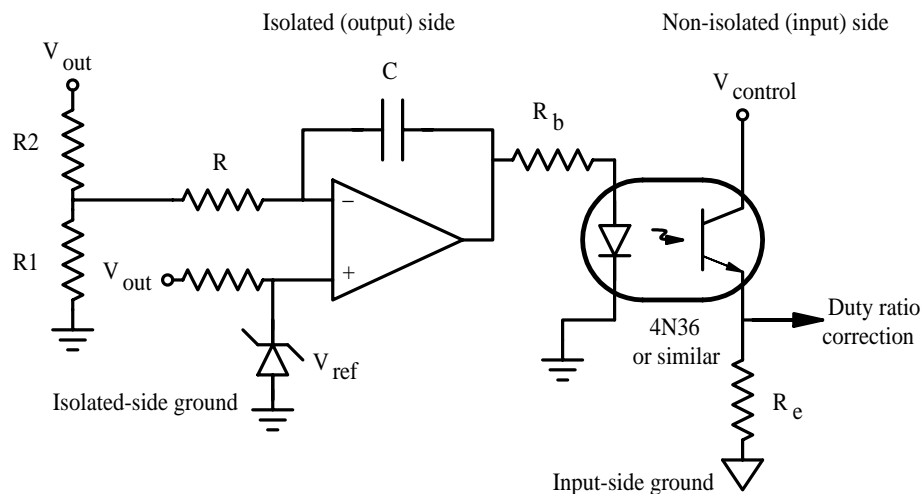 Isolated (output) side
Non-isolated (input) side
V out
C
V control
R2
R b
R
−
R1
V out
+
Duty ratio
correction
4N36
or similar
V ref
Isolated-side ground
R e
Input-side ground